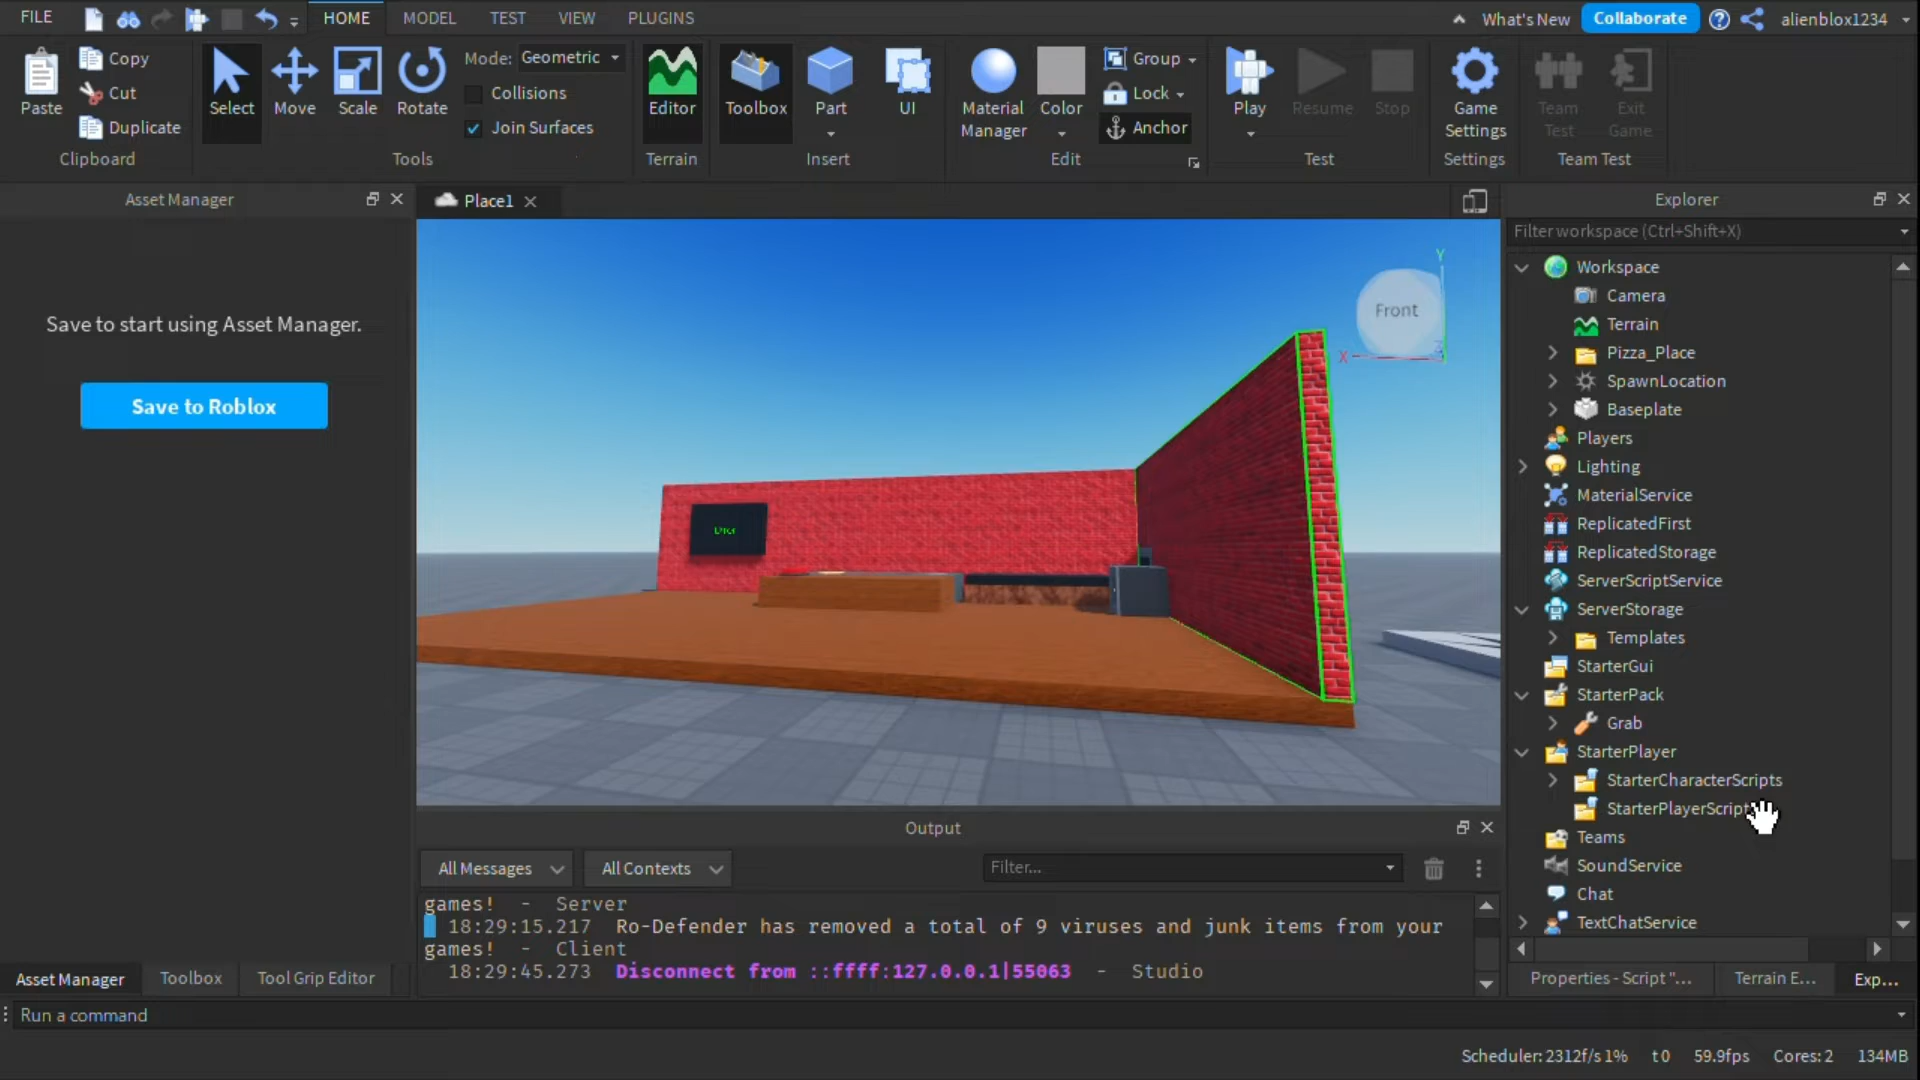 FILE
HOME
MODEL
TEST
VIEW
PLUGINS
What's New
Collaborate
alienblox1234
Paste
Copy
Cut
Duplicate
Clipboard
Select
Move
Scale
Rotate
Mode: Geometric
Collisions
Join Surfaces
Tools
Editor
Terrain
Toolbox
Part
UI
Insert
Material Manager
Color
Group
Lock
Anchor
Edit
Play
Resume
Stop
Test
Game Settings
Settings
Team Test
Exit Game
Team Test
Asset Manager
Save to start using Asset Manager.
Save to Roblox
Place1
Front
Y
X
Explorer
Filter workspace (Ctrl+Shift+X)
Workspace
Camera
Terrain
Pizza_Place
SpawnLocation
Baseplate
Players
Lighting
MaterialService
ReplicatedFirst
ReplicatedStorage
ServerScriptService
ServerStorage
Templates
StarterGui
StarterPack
Grab
StarterPlayer
StarterCharacterScripts
StarterPlayerScript
Teams
SoundService
Chat
TextChatService
Output
All Messages
All Contexts
Filter...
games! - Server
18:29:15.217 Ro-Defender has removed a total of 9 viruses and junk items from your
games! - Client
18:29:45.273 Disconnect from ::ffff:127.0.0.1|55063 - Studio
Asset Manager
Toolbox
Tool Grip Editor
Properties - Script "...
Terrain E...
Exp...
Run a command
Scheduler: 2312f/s 1%
t0
59.9fps
Cores: 2
134MB